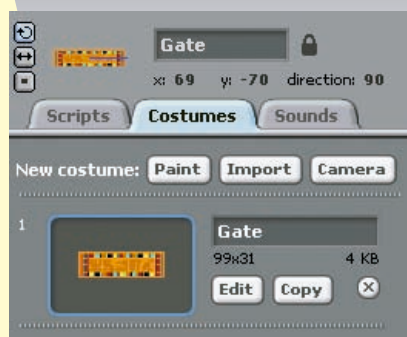 Gate
x: 69 y: -70 direction: 90
Scripts Costumes Sounds
New costume: Paint Import Camera
1
Gate
99x31 4 KB
Edit Copy